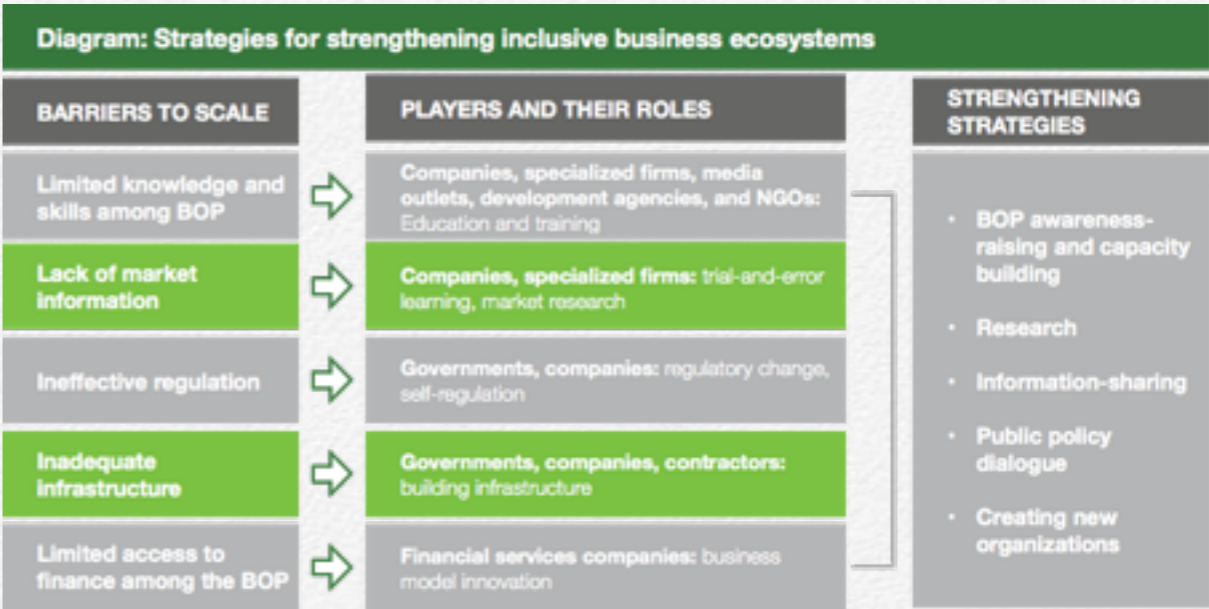 Diagram: Strategies for strengthening inclusive business ecosystems
BARRIERS TO SCALE
PLAYERS AND THEIR ROLES
STRENGTHENING
STRATEGIES
Limited knowledge and
skills among BOP
Companies, specialized firms, media
outlets, development agencies, and NGOs:
Education and training
Lack of market
information
Companies, specialized firms: trial-and-error
learning, market research
Ineffective regulation
Governments, companies: regulatory change,
self-regulation
Inadequate
infrastructure
Governments, companies, contractors:
building infrastructure
Limited access to
finance among the BOP
Financial services companies: business
model innovation
• BOP awareness-
raising and capacity
building
• Research
• Information-sharing
• Public policy
dialogue
• Creating new
organizations